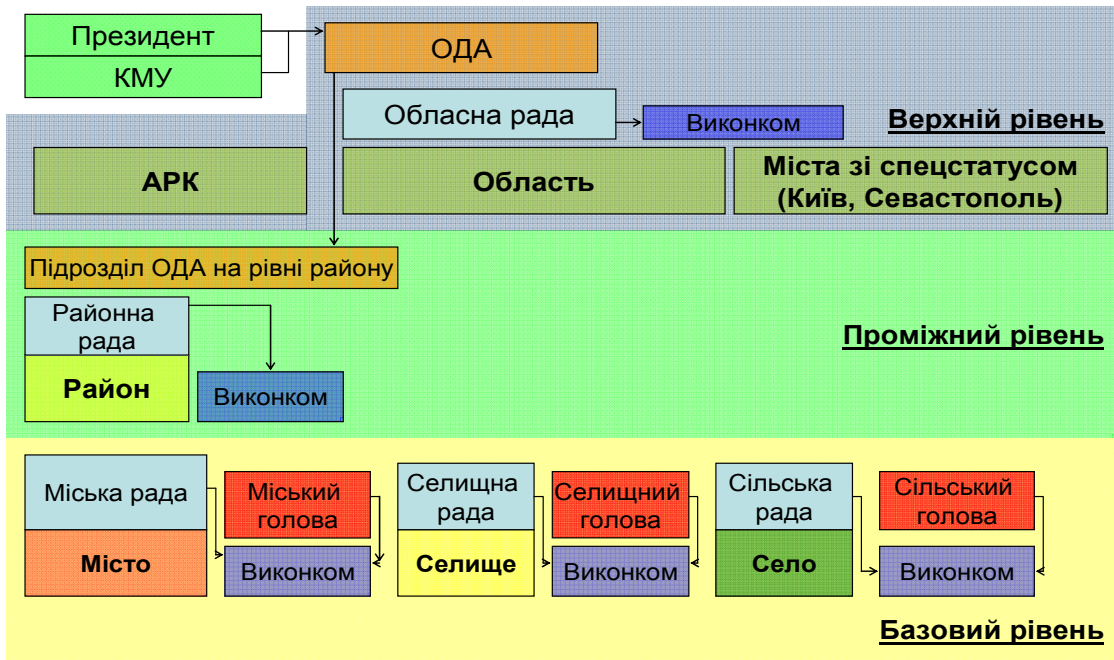 Президент
КМУ
ОДА
Обласна рада
Виконком
Верхній рівень
АРК
Область
Міста зі спецстатусом
(Київ, Севастополь)
Підрозділ ОДА на рівні району
Районна
рада
Район
Виконком
Проміжний рівень
Міська рада
Місто
Міський
голова
Виконком
Селищна
рада
Селище
Селищний
голова
Виконком
Сільська
рада
Село
Сільський
голова
Виконком
Базовий рівень